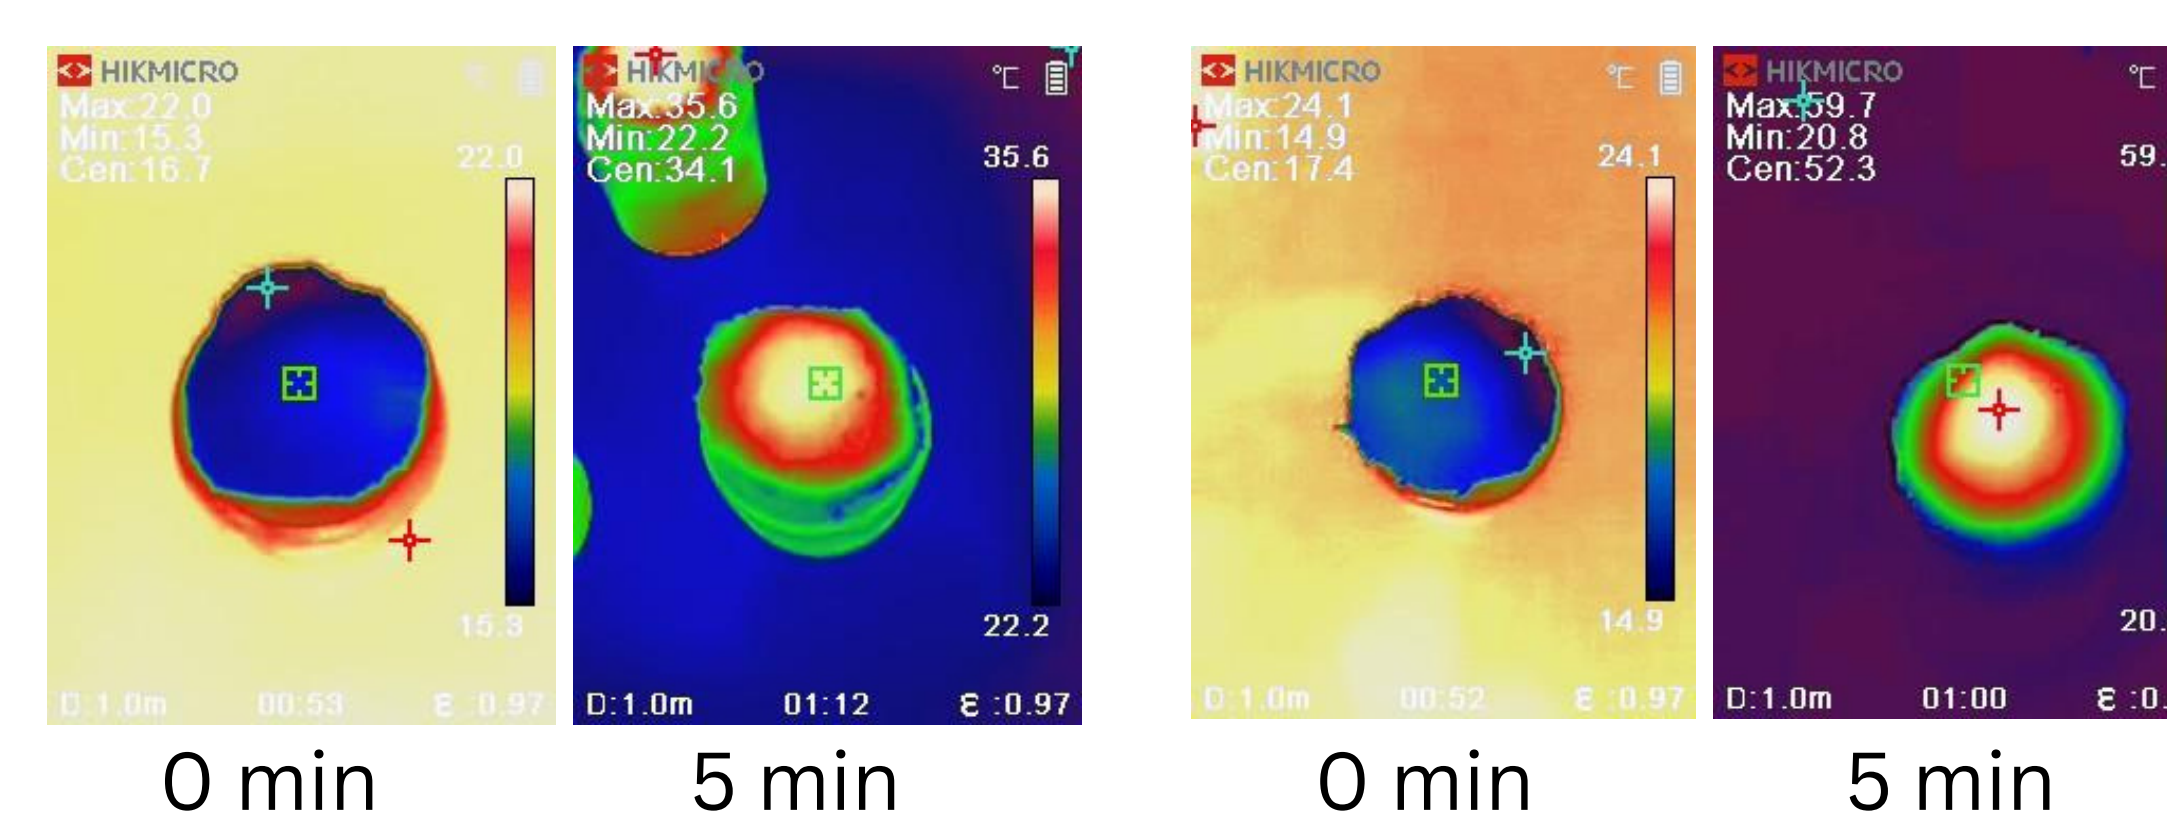 HIKMICRO
°C
Max:22.0
Min:15.3
Cen:16.7
22.0
15.3
D:1.0m 00:53 ε :0.97
0 min
HIKMICRO
°C
Max:35.6
Min:22.2
Cen:34.1
35.6
22.2
D:1.0m 01:12 ε :0.97
5 min
HIKMICRO
°C
Max:24.1
Min:14.9
Cen:17.4
24.1
14.9
D:1.0m 00:52 ε :0.97
0 min
HIKMICRO
°C
Max:59.7
Min:20.8
Cen:52.3
59.
20.
D:1.0m 01:00 ε :0.
5 min